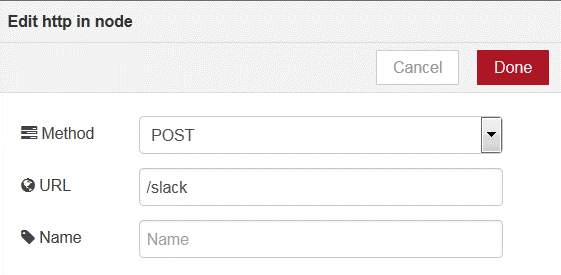 Edit http in node
Cancel Done
Method POST
URL /slack
Name Name